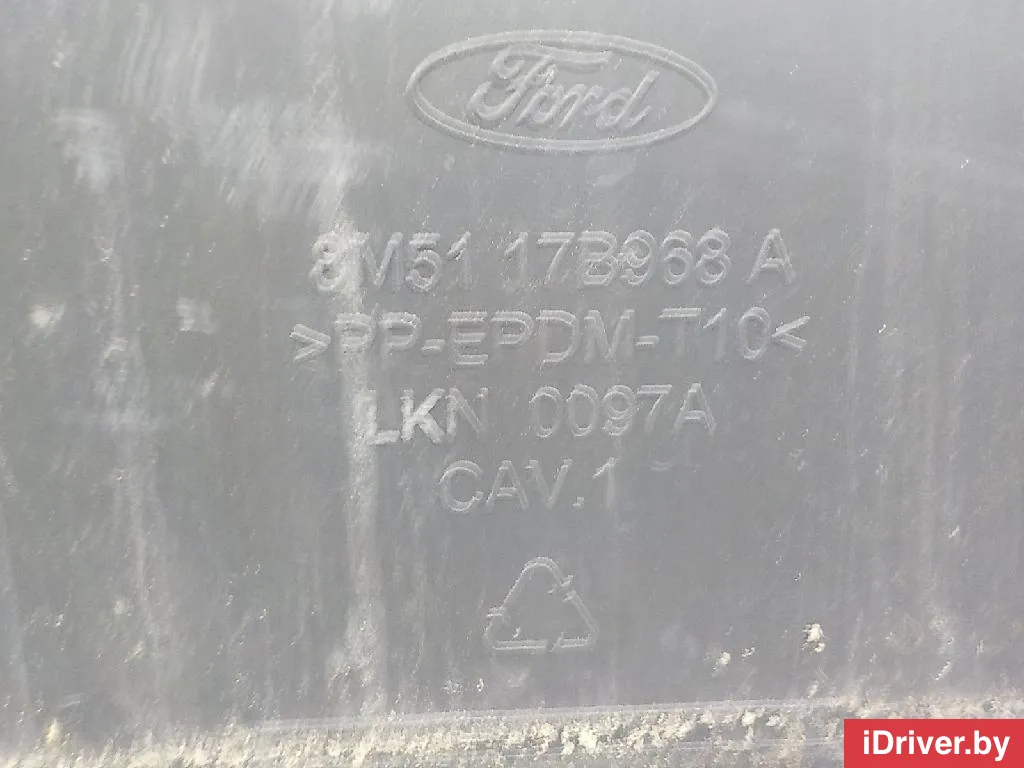 Ford
8M51 17B968 A
>PP-EPDM-T10<
LKN 0097A
CAV.1
iDriver.by